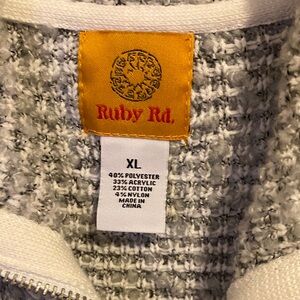 Ruby Rd.
XL
40% POLYESTER
33% ACRYLIC
23% COTTON
4% NYLON
MADE IN
CHINA